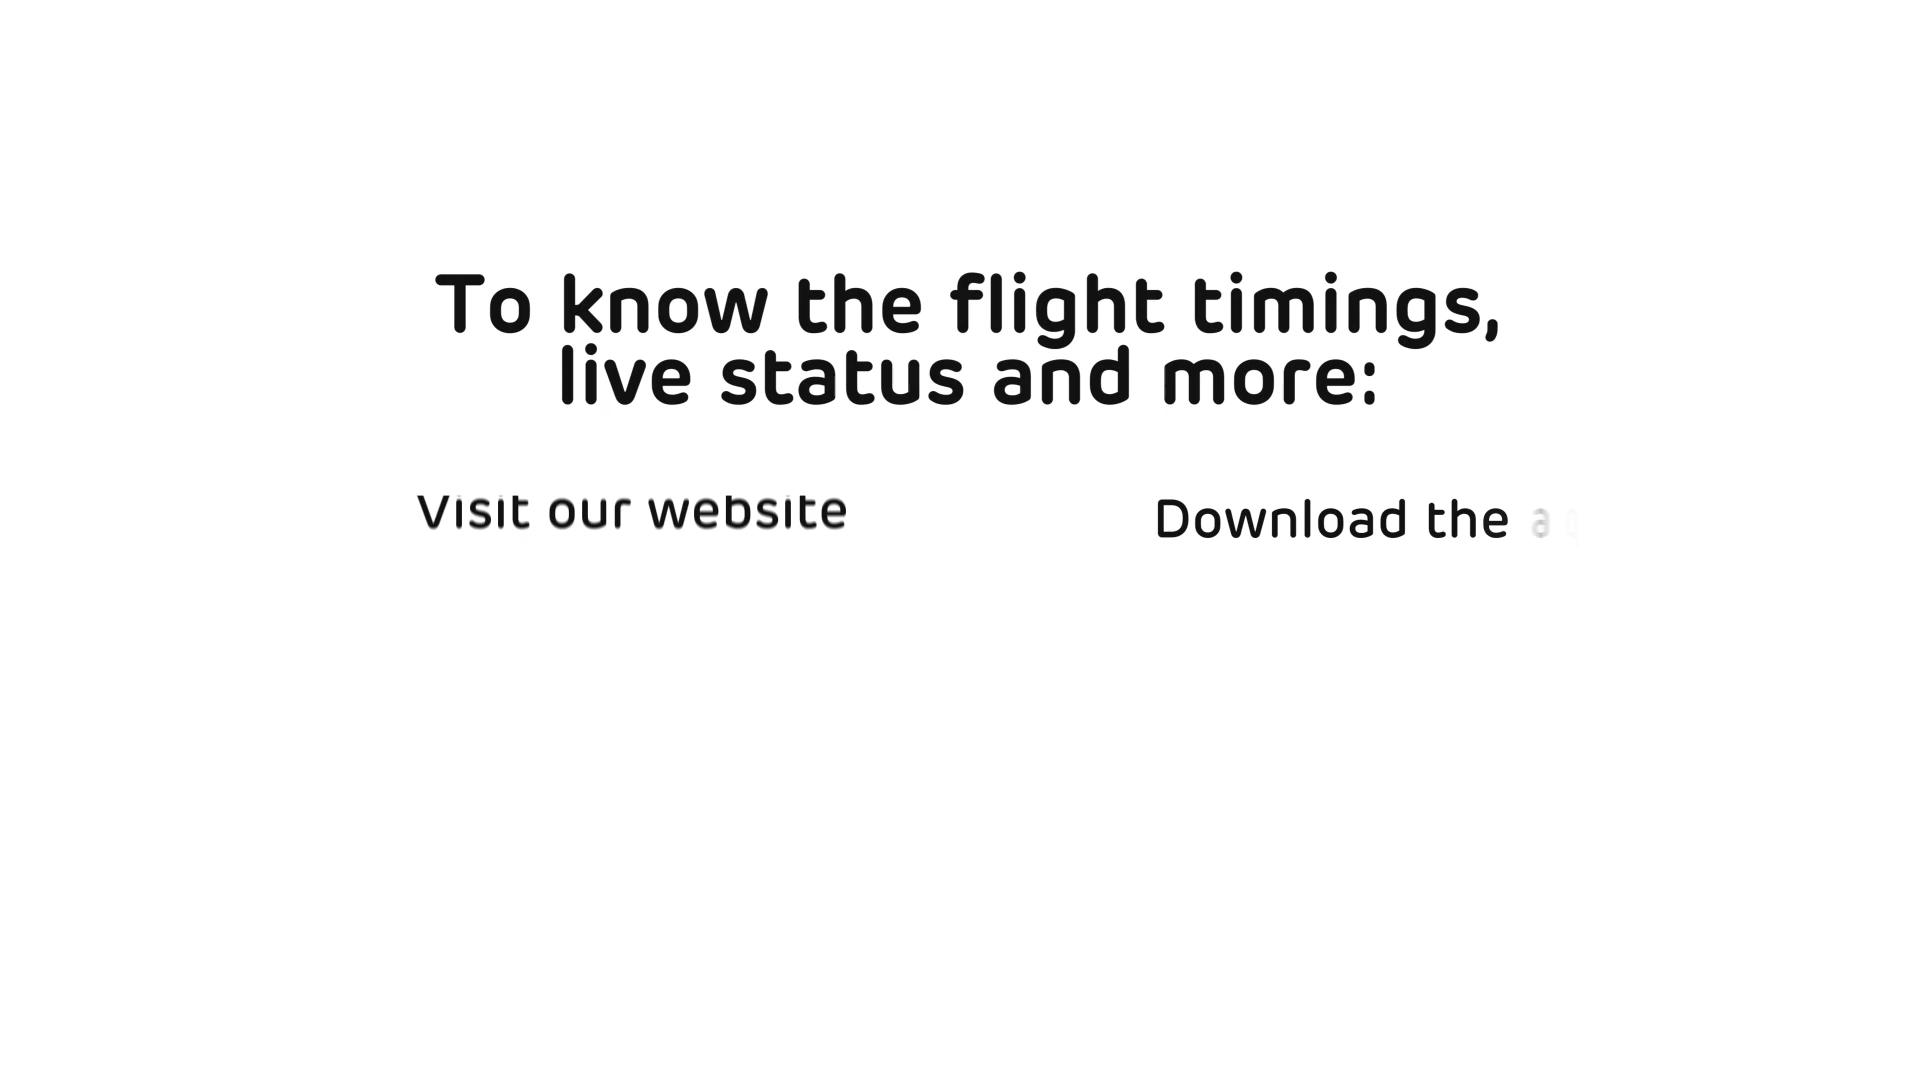 To know the flight timings,
live status and more:
Visit our website
Download the